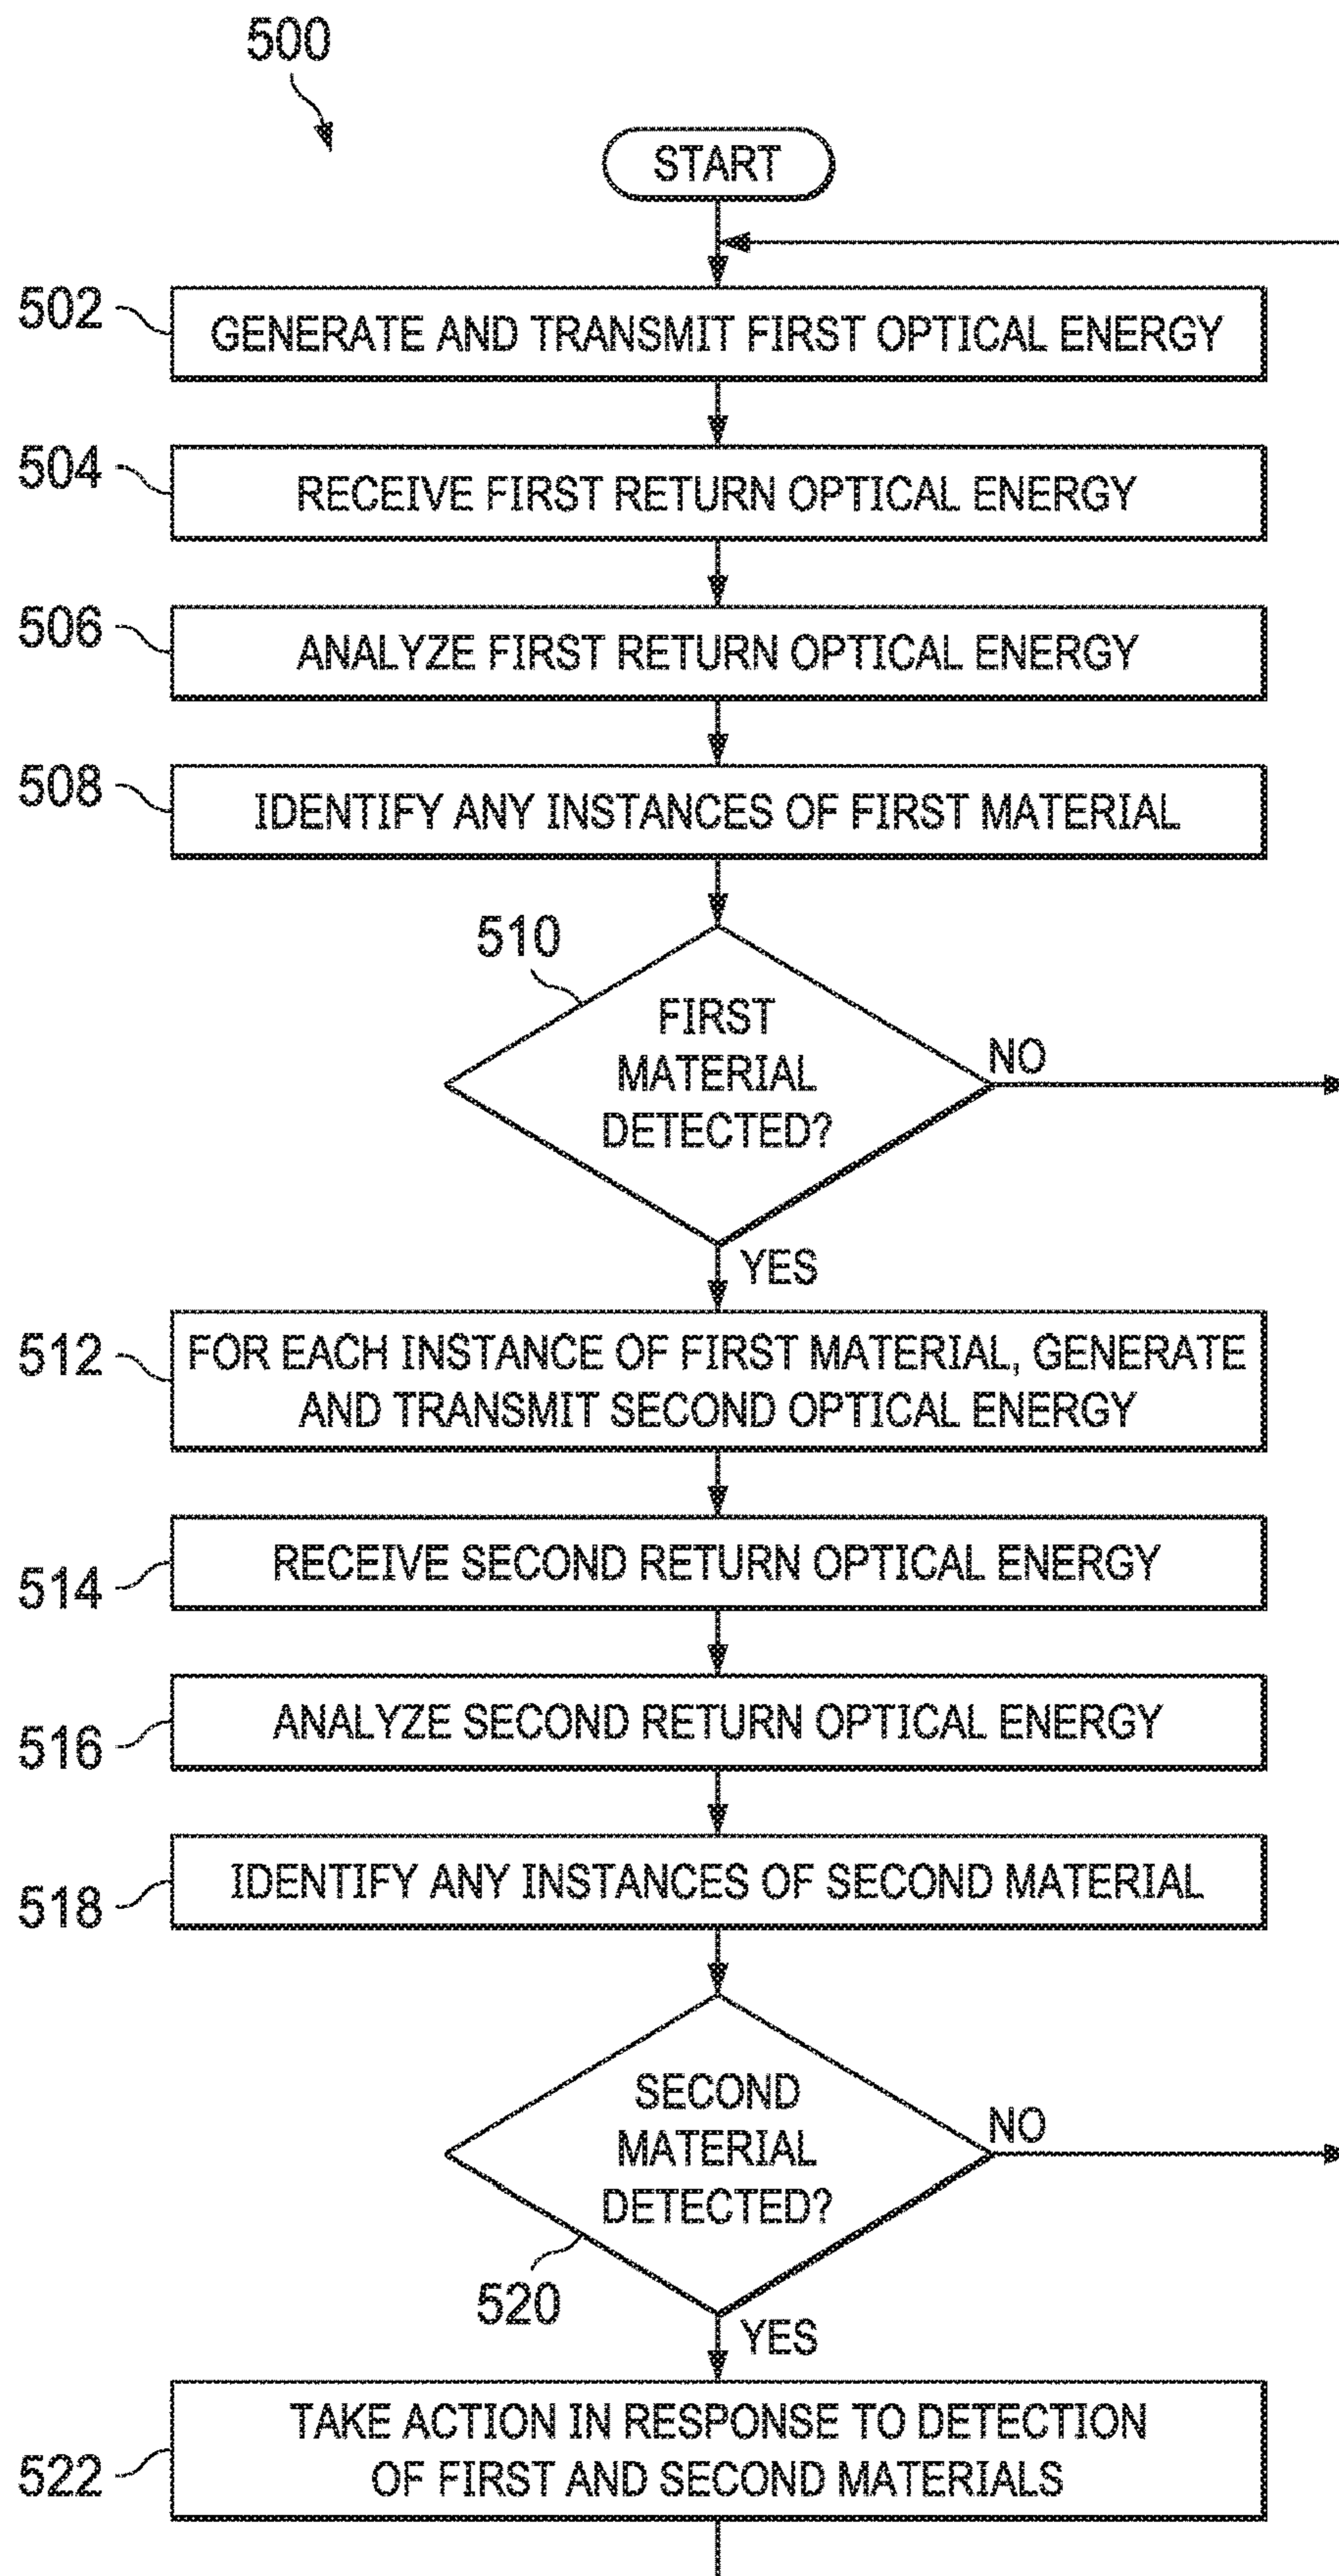 500
START
502
GENERATE AND TRANSMIT FIRST OPTICAL ENERGY
504
RECEIVE FIRST RETURN OPTICAL ENERGY
506
ANALYZE FIRST RETURN OPTICAL ENERGY
508
IDENTIFY ANY INSTANCES OF FIRST MATERIAL
510
FIRST
MATERIAL
DETECTED?
NO
YES
512
FOR EACH INSTANCE OF FIRST MATERIAL, GENERATE
AND TRANSMIT SECOND OPTICAL ENERGY
514
RECEIVE SECOND RETURN OPTICAL ENERGY
516
ANALYZE SECOND RETURN OPTICAL ENERGY
518
IDENTIFY ANY INSTANCES OF SECOND MATERIAL
SECOND
MATERIAL
DETECTED?
NO
520
YES
522
TAKE ACTION IN RESPONSE TO DETECTION
OF FIRST AND SECOND MATERIALS